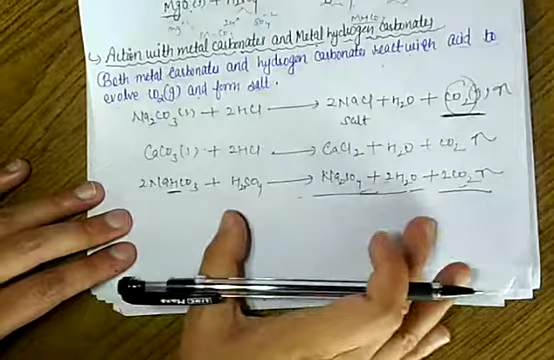 MgO(s) +
c) Action with metal carbonates and Metal hydrogen carbonates
(Both metal carbonate and hydrogen carbonate react with acid to
evolve CO₂(g) and form salt.
Na₂CO₃(s) + 2HCl → 2NaCl + H₂O + CO₂(g) ↑
salt
CaCO₃(s) + 2HCl → CaCl₂ + H₂O + CO₂ ↑
2NaHCO₃ + H₂SO₄ → Na₂SO₄ + 2H₂O + 2CO₂ ↑